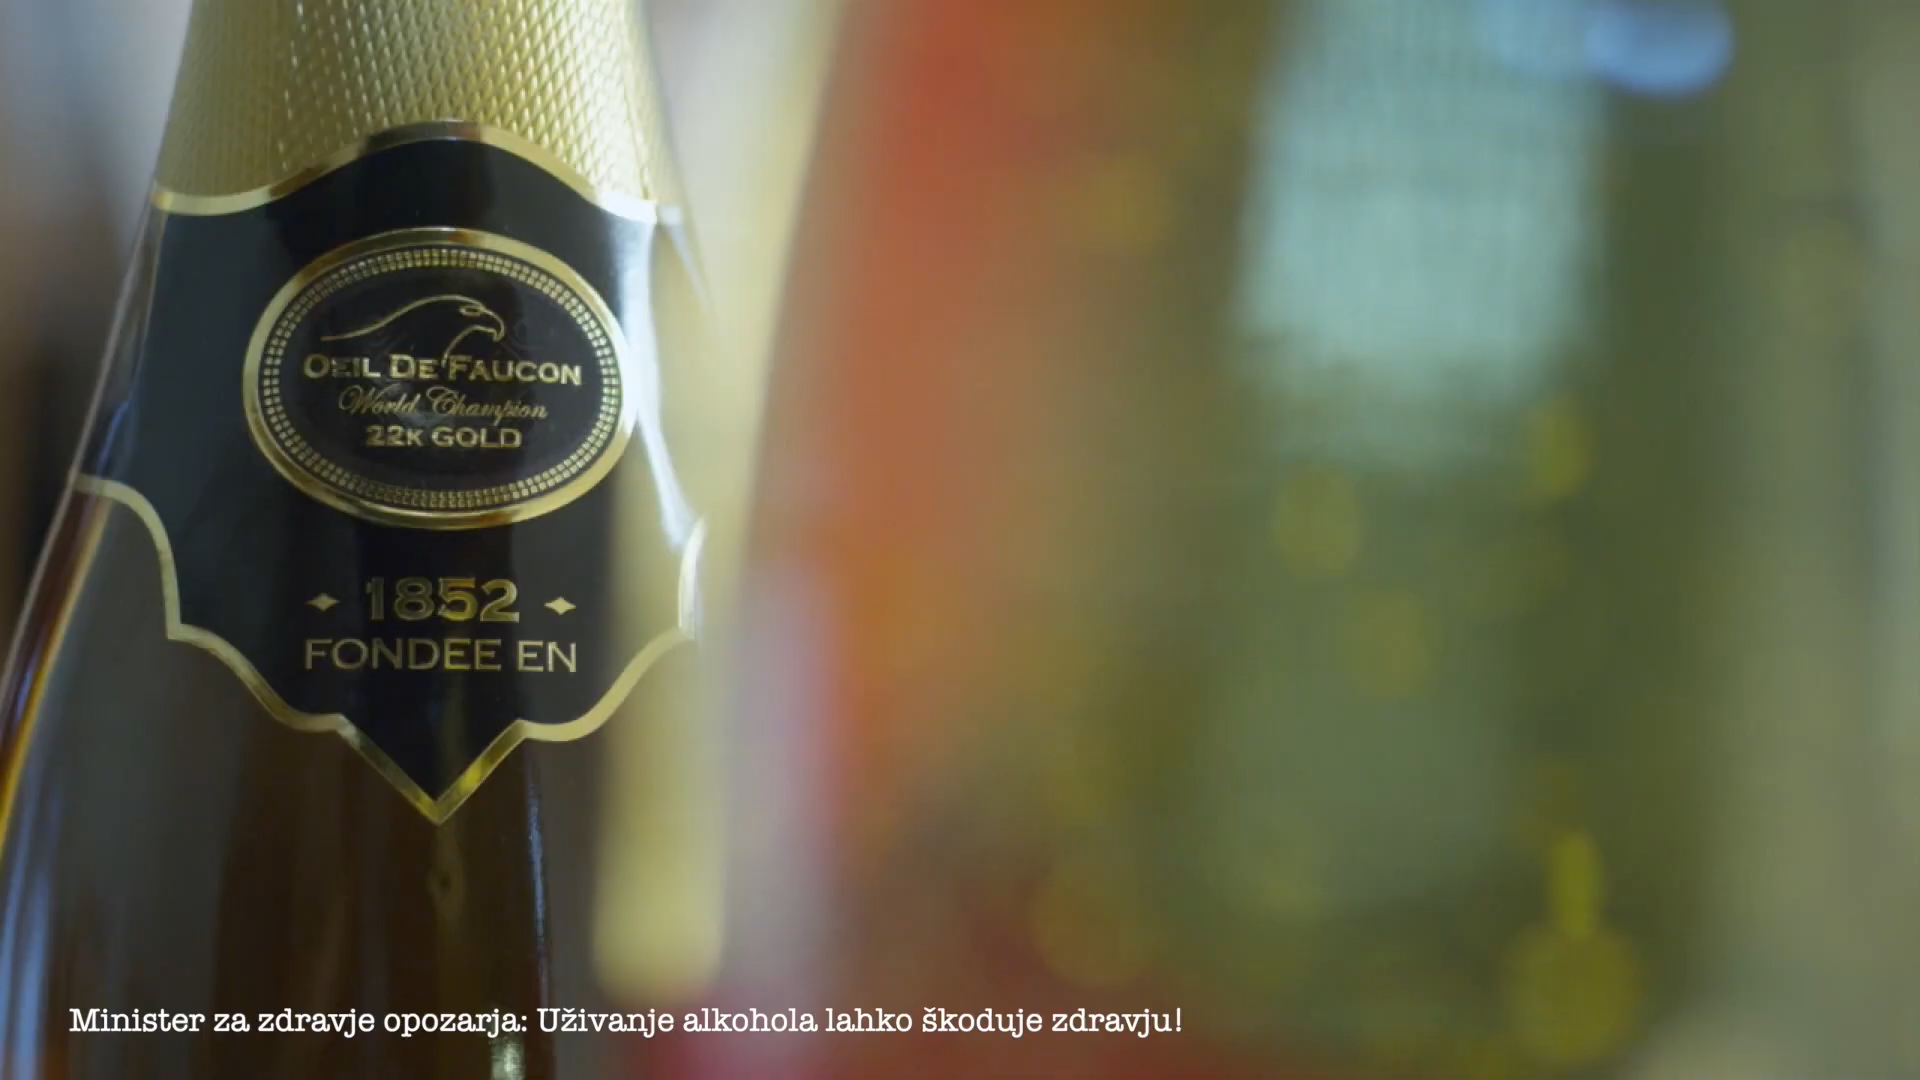 OEIL DE FAUCON
World Champion
22K GOLD
1852
FONDEE EN
Minister za zdravje opozarja: Uživanje alkohola lahko škoduje zdravju!